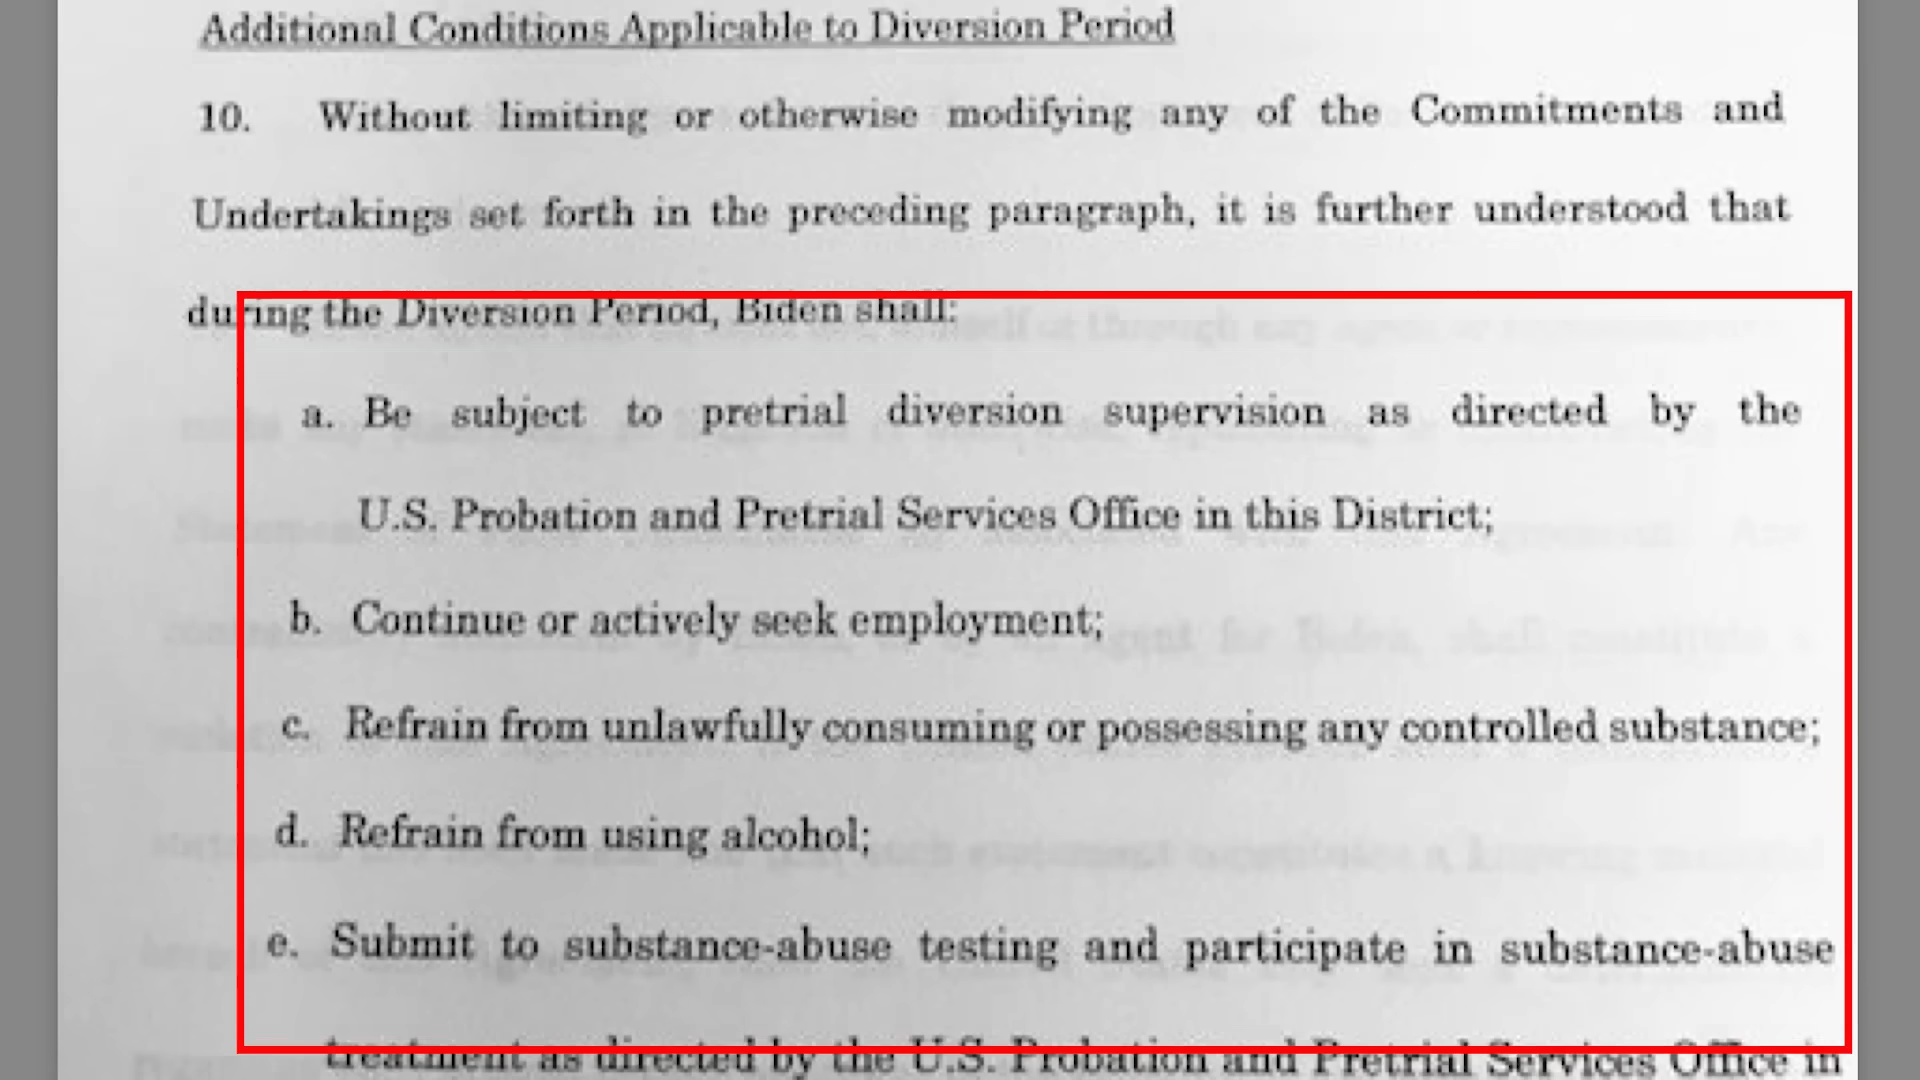 Additional Conditions Applicable to Diversion Period
10. Without limiting or otherwise modifying any of the Commitments and
Undertakings set forth in the preceding paragraph, it is further understood that
during the Diversion Period, Biden shall:
a. Be subject to pretrial diversion supervision as directed by the
U.S. Probation and Pretrial Services Office in this District;
b. Continue or actively seek employment;
c. Refrain from unlawfully consuming or possessing any controlled substance;
d. Refrain from using alcohol;
e. Submit to substance-abuse testing and participate in substance-abuse
treatment as directed by the U.S. Probation and Pretrial Services Office in